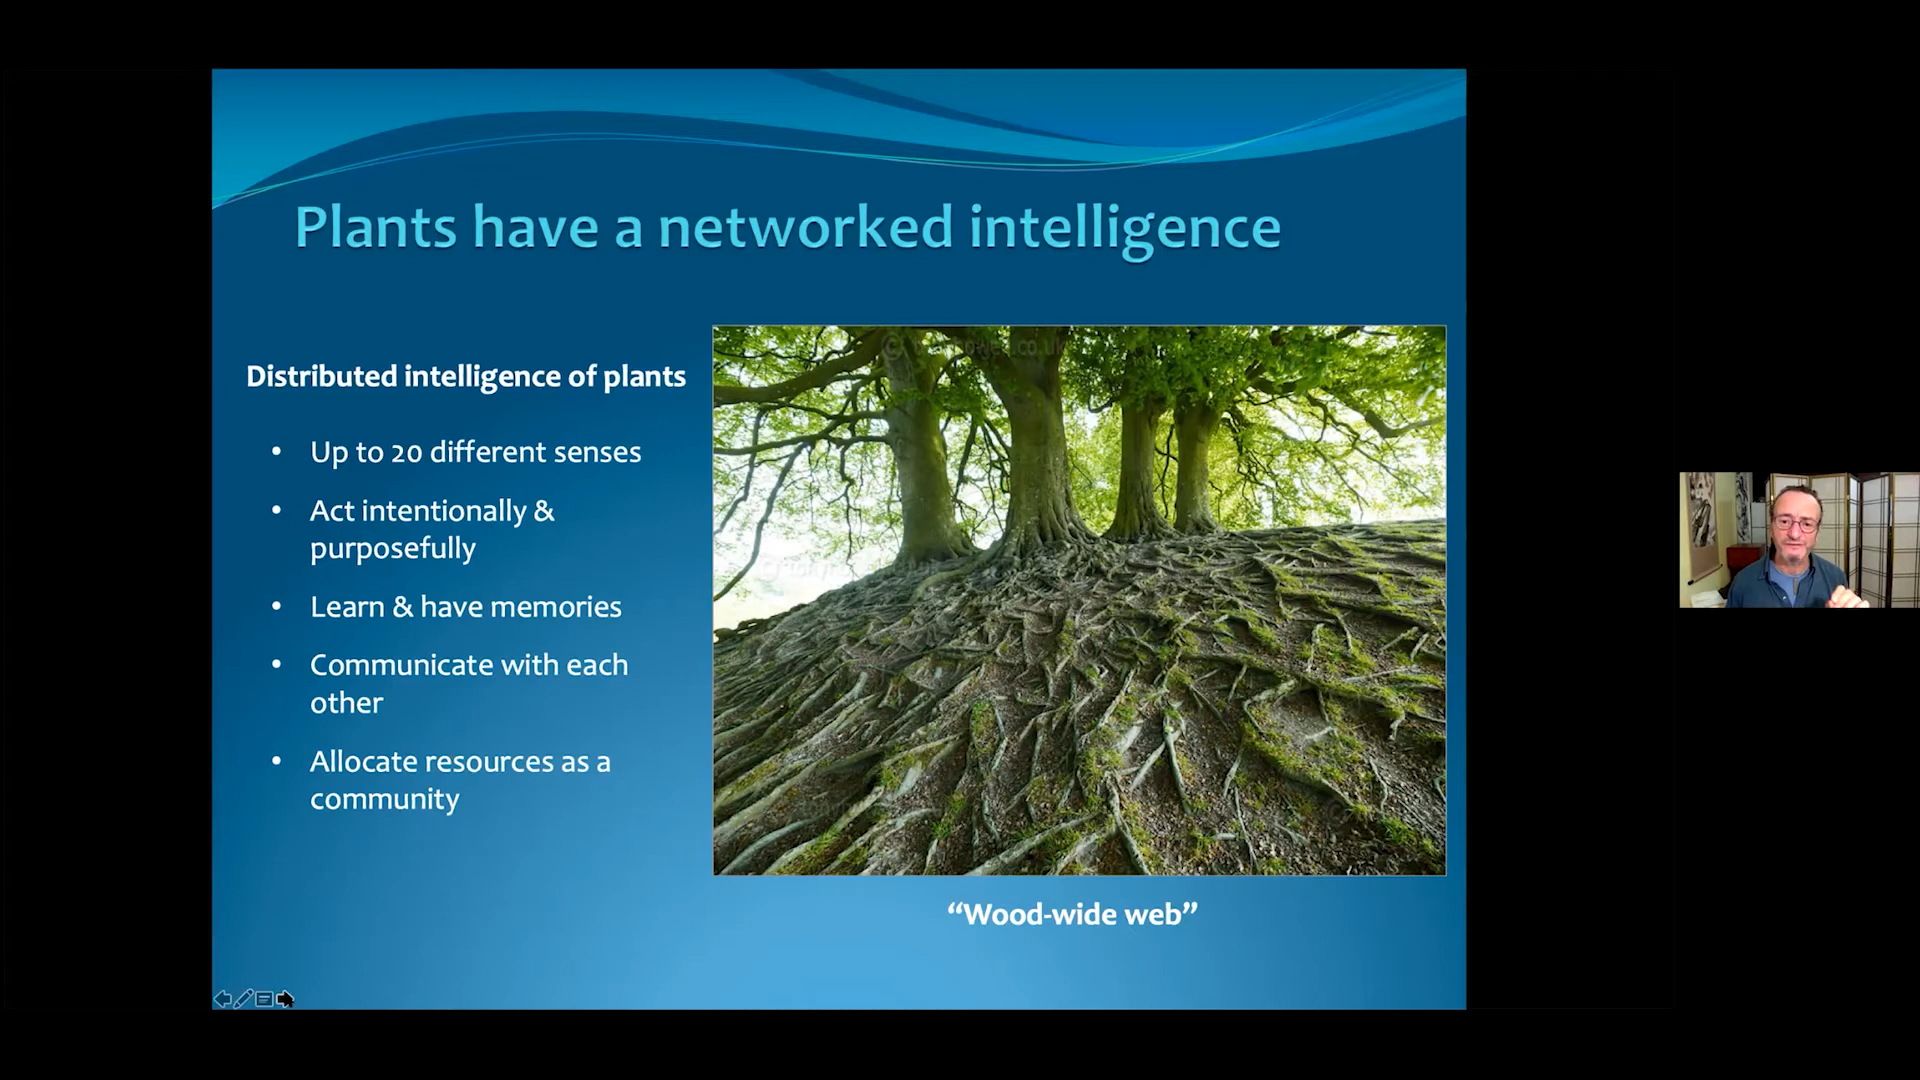 Plants have a networked intelligence
Distributed intelligence of plants
• Up to 20 different senses
• Act intentionally &
purposefully
• Learn & have memories
• Communicate with each
other
• Allocate resources as a
community
“Wood-wide web”